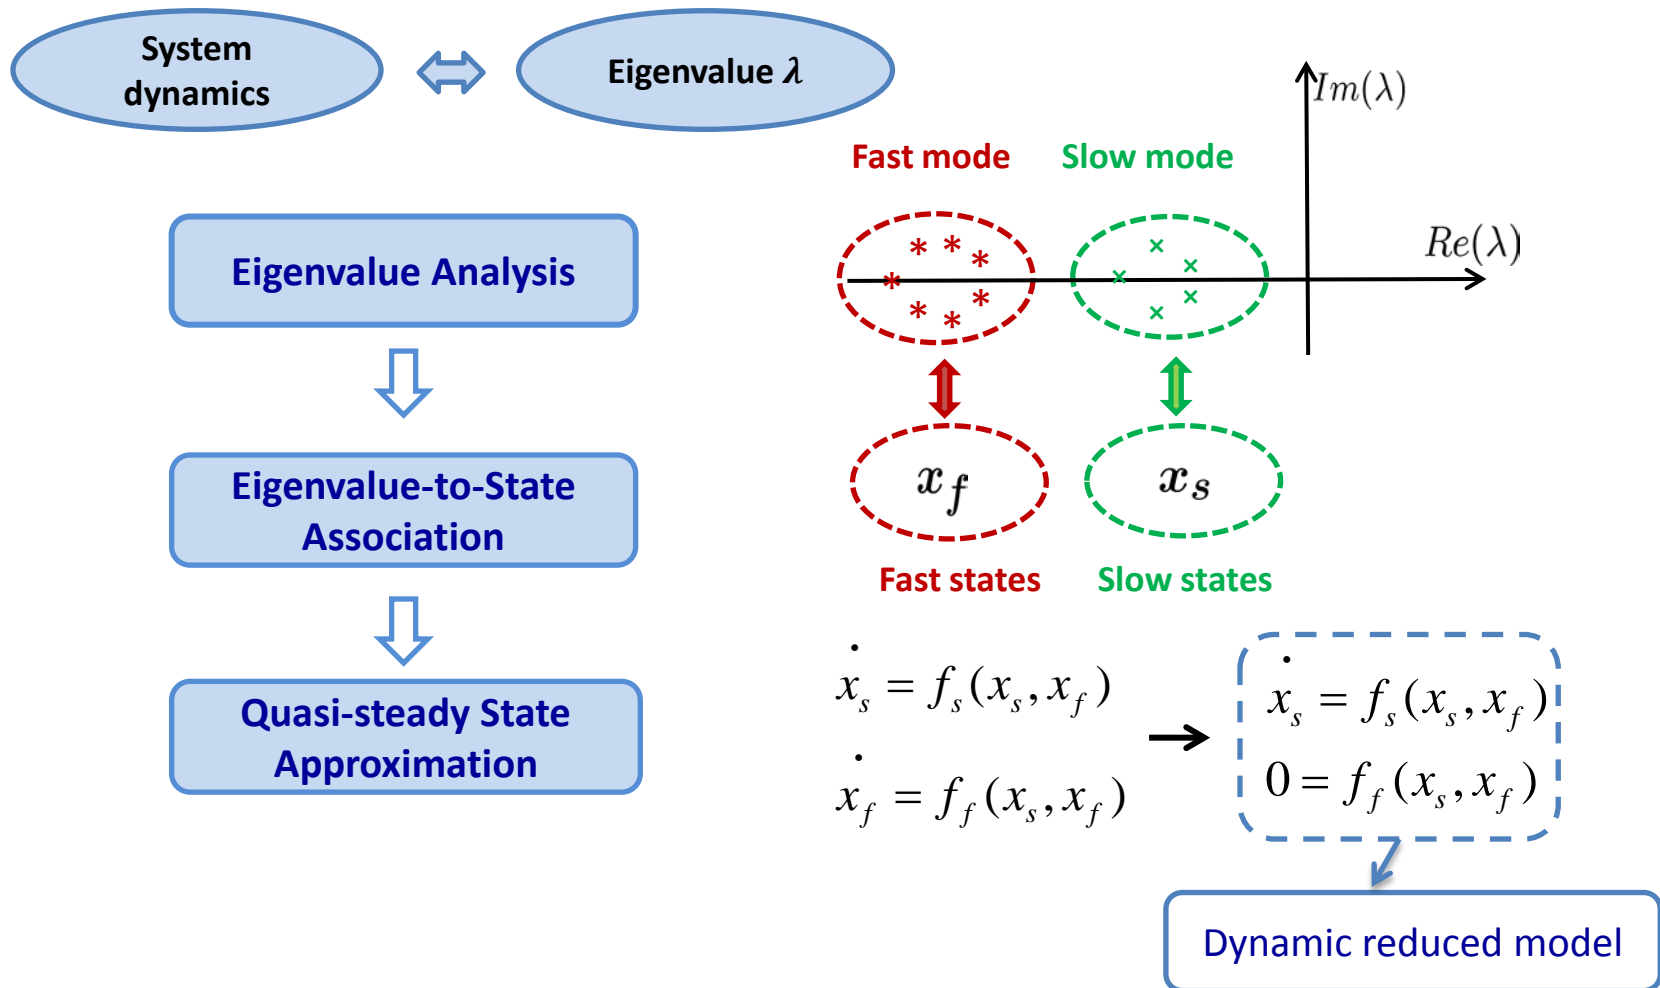 System
dynamics
Eigenvalue λ
Im(λ)
Fast mode
Slow mode
Re(λ)
Eigenvalue Analysis
Eigenvalue-to-State
Association
x_f
x_s
Fast states
Slow states
Quasi-steady State
Approximation
ẋ_s = f_s(x_s, x_f)
ẋ_f = f_f(x_s, x_f)
ẋ_s = f_s(x_s, x_f)
0 = f_f(x_s, x_f)
Dynamic reduced model